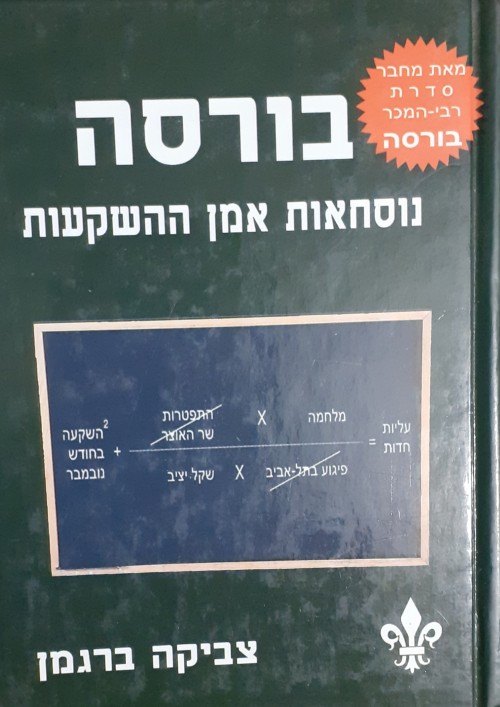 מאת מחבר
סדרת
רבי-המכר
בורסה
בורסה
נוסחאות אמן ההשקעות
עליות
חדות
=
מלחמה X התפטרות
שר האוצר
פיגוע בתל-אביב X שקל יציב
+
השקעה²
בחודש
נובמבר
צביקה ברגמן